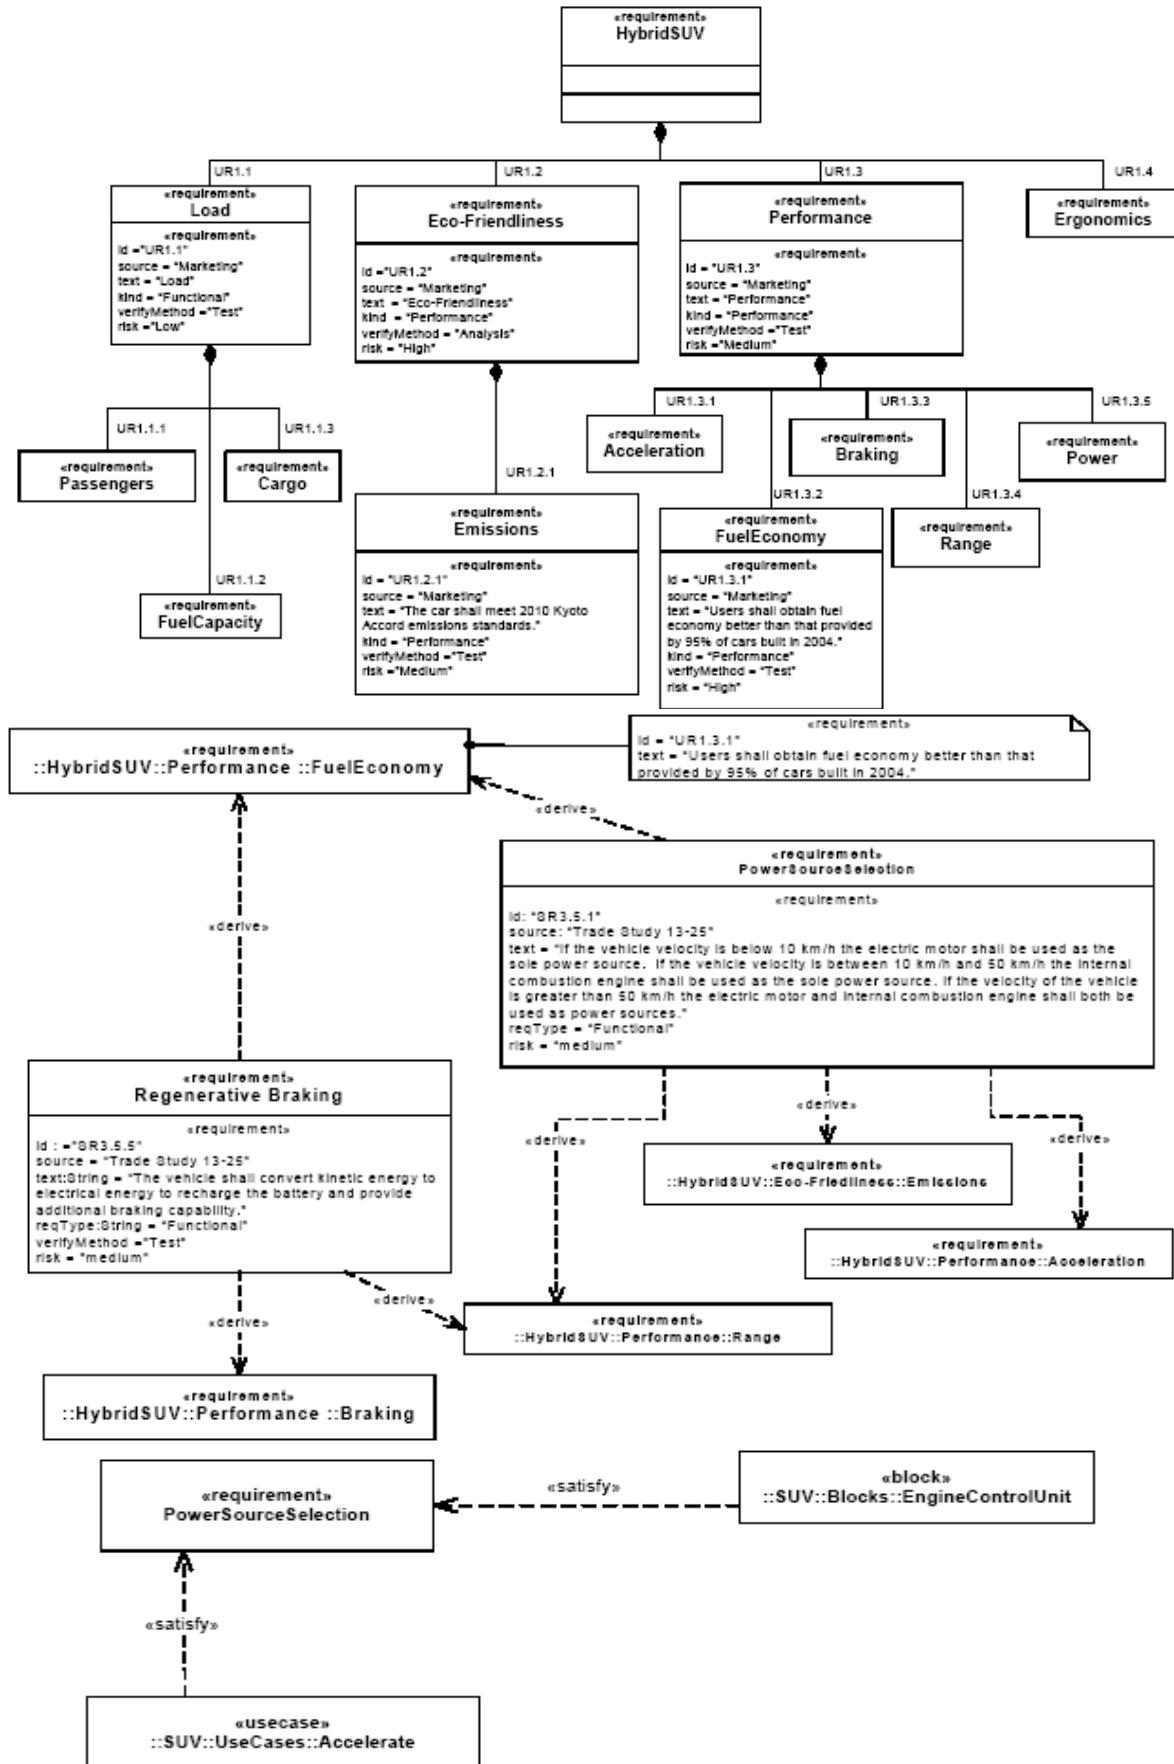 «requirement»
HybridSUV
UR1.1
UR1.2
UR1.3
UR1.4
«requirement»
Load
«requirement»
id ="UR1.1"
source = "Marketing"
text = "Load"
kind = "Functional"
verifyMethod ="Test"
risk ="Low"
«requirement»
Eco-Friendliness
«requirement»
id ="UR1.2"
source = "Marketing"
text = "Eco-Friendliness"
kind = "Performance"
verifyMethod = "Analysis"
risk = "High"
«requirement»
Performance
«requirement»
id = "UR1.3"
source = "Marketing"
text = "Performance"
kind = "Performance"
verifyMethod = "Test"
risk ="Medium"
«requirement»
Ergonomics
UR1.1.1
UR1.1.3
«requirement»
Passengers
«requirement»
Cargo
UR1.1.2
«requirement»
FuelCapacity
UR1.2.1
«requirement»
Emissions
«requirement»
id = "UR1.2.1"
source = "Marketing"
text = "The car shall meet 2010 Kyoto
Accord emissions standards."
kind = "Performance"
verifyMethod ="Test"
risk ="Medium"
UR1.3.1
UR1.3.3
UR1.3.5
«requirement»
Acceleration
«requirement»
Braking
«requirement»
Power
UR1.3.2
UR1.3.4
«requirement»
FuelEconomy
«requirement»
id = "UR1.3.1"
source = "Marketing"
text = "Users shall obtain fuel
economy better than that provided
by 95% of cars built in 2004."
kind = "Performance"
verifyMethod = "Test"
risk = "High"
«requirement»
Range
«requirement»
::HybridSUV::Performance ::FuelEconomy
«requirement»
id = "UR1.3.1"
text = "Users shall obtain fuel economy better than that
provided by 95% of cars built in 2004."
«derive»
«requirement»
PowerSourceSelection
«requirement»
id: "SR3.5.1"
source: "Trade Study 13-25"
text = "If the vehicle velocity is below 10 km/h the electric motor shall be used as the
sole power source. If the vehicle velocity is between 10 km/h and 50 km/h the internal
combustion engine shall be used as the sole power source. If the velocity of the vehicle
is greater than 50 km/h the electric motor and internal combustion engine shall both be
used as power sources."
reqType = "Functional"
risk = "medium"
«derive»
«requirement»
Regenerative Braking
«requirement»
id : ="SR3.5.5"
source = "Trade Study 13-25"
text:String = "The vehicle shall convert kinetic energy to
electrical energy to recharge the battery and provide
additional braking capability."
reqType:String = "Functional"
verifyMethod ="Test"
risk = "medium"
«derive»
«derive»
«derive»
«requirement»
::HybridSUV::Eco-Friedliness::Emissions
«requirement»
::HybridSUV::Performance::Acceleration
«derive»
«derive»
«requirement»
::HybridSUV::Performance::Range
«requirement»
::HybridSUV::Performance ::Braking
«requirement»
PowerSourceSelection
«satisfy»
«block»
::SUV::Blocks::EngineControlUnit
«satisfy»
«usecase»
::SUV::UseCases::Accelerate